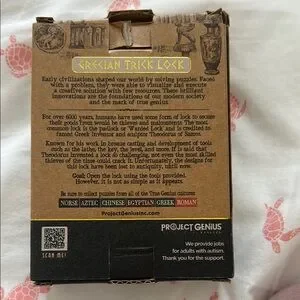 GRECIAN TRICK LOCK
Early civilizations shaped our world by solving puzzles. Faced
with a problem, they were able to visualize and execute
a creative solution with few resources. These brilliant
innovations are the foundations of our modern society
and the mark of true genius.
For over 6000 years, humans have used some form of lock to secure
their goods from would be thieves and malcontents. The most
common lock is the padlock or "Warded Lock" and is credited to
famed Greek inventor and sculptor Theodorus of Samos.
Known for his work in bronze casting and development of tools
such as the lathe, the key, the level, and more, it is said that
Theodorus invented a lock so challenging, not even the most skilled
thieves of the time could crack it. Unfortunately, the designs for
this lock have been lost to antiquity, until now.
Goal: Open the lock using the tools provided.
However, it is not as simple as it appears.
Be sure to collect puzzles from all of the True Genius cultures
NORSE AZTEC CHINESE EGYPTIAN GREEK ROMAN
ProjectGeniusinc.com
PROJECT GENIUS
We provide jobs
for adults with autism.
Thank you for the support.
SCAN ME!